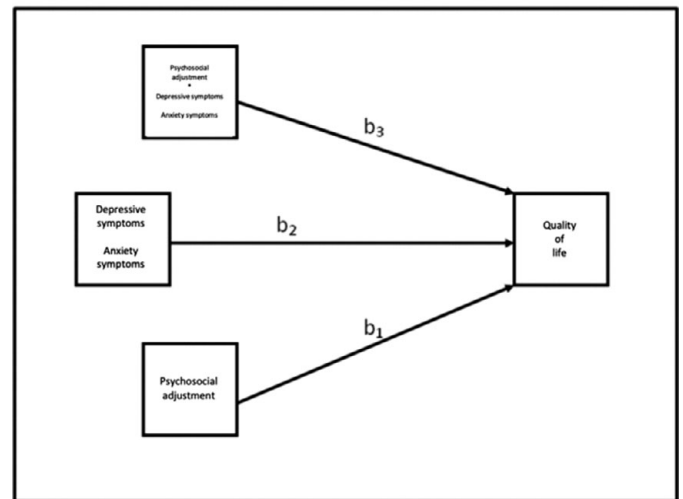 Psychosocial
adjustment
*
Depressive symptoms
Anxiety symptoms
b₃
Depressive
symptoms
Anxiety
symptoms
b₂
Quality
of
life
b₁
Psychosocial
adjustment